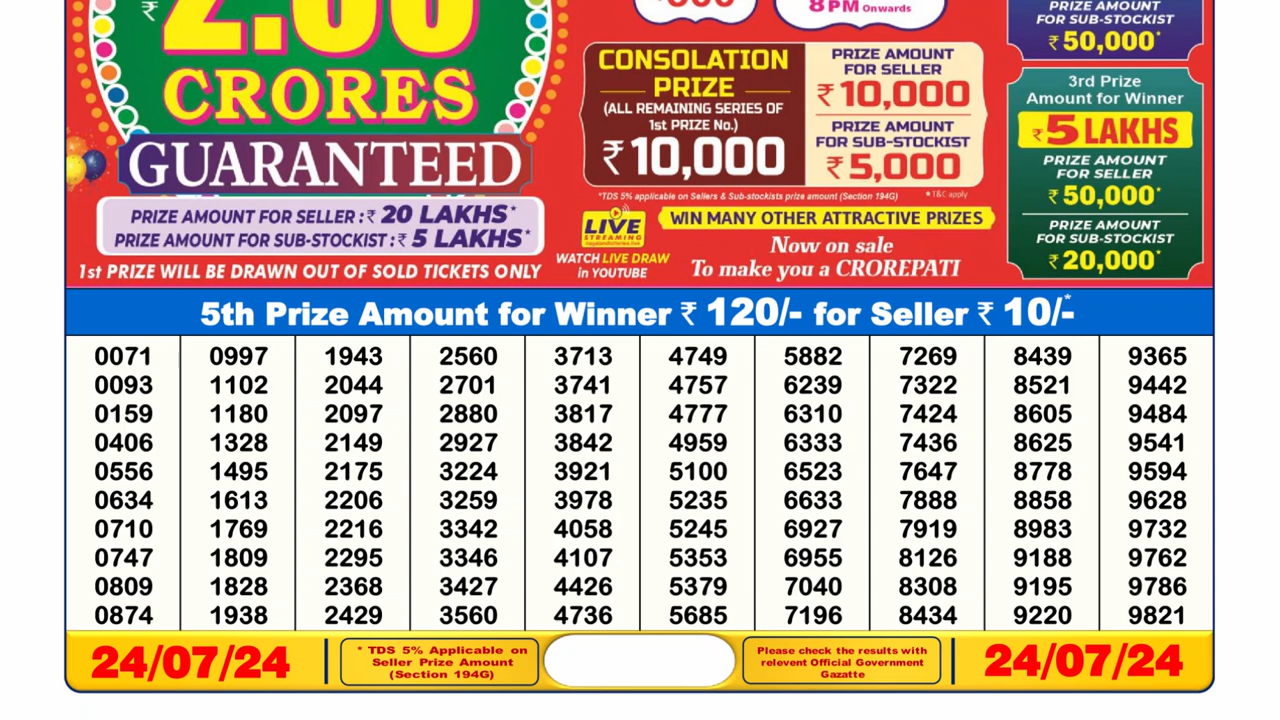 ₹ 2.00
CRORES
GUARANTEED
PRIZE AMOUNT FOR SELLER :₹ 20 LAKHS*
PRIZE AMOUNT FOR SUB-STOCKIST :₹ 5 LAKHS*
1st PRIZE WILL BE DRAWN OUT OF SOLD TICKETS ONLY
8 PM Onwards
CONSOLATION
PRIZE
(ALL REMAINING SERIES OF
1st PRIZE No.)
₹ 10,000
PRIZE AMOUNT
FOR SELLER
₹ 10,000
PRIZE AMOUNT
FOR SUB-STOCKIST
₹ 5,000
*TDS 5% applicable on Sellers & Sub-stockists prize amount (Section 194G)
*T&C apply
LIVE
STREAMING
WATCH LIVE DRAW
in YOUTUBE
WIN MANY OTHER ATTRACTIVE PRIZES
Now on sale
To make you a CROREPATI
PRIZE AMOUNT
FOR SUB-STOCKIST
₹ 50,000*
3rd Prize
Amount for Winner
₹ 5 LAKHS
PRIZE AMOUNT
FOR SELLER
₹ 50,000*
PRIZE AMOUNT
FOR SUB-STOCKIST
₹ 20,000*
5th Prize Amount for Winner ₹ 120/- for Seller ₹ 10/-*
0071 0997 1943 2560 3713 4749 5882 7269 8439 9365
0093 1102 2044 2701 3741 4757 6239 7322 8521 9442
0159 1180 2097 2880 3817 4777 6310 7424 8605 9484
0406 1328 2149 2927 3842 4959 6333 7436 8625 9541
0556 1495 2175 3224 3921 5100 6523 7647 8778 9594
0634 1613 2206 3259 3978 5235 6633 7888 8858 9628
0710 1769 2216 3342 4058 5245 6927 7919 8983 9732
0747 1809 2295 3346 4107 5353 6955 8126 9188 9762
0809 1828 2368 3427 4426 5379 7040 8308 9195 9786
0874 1938 2429 3560 4736 5685 7196 8434 9220 9821
24/07/24
* TDS 5% Applicable on
Seller Prize Amount
(Section 194G)
Please check the results with
relevent Official Government
Gazatte
24/07/24